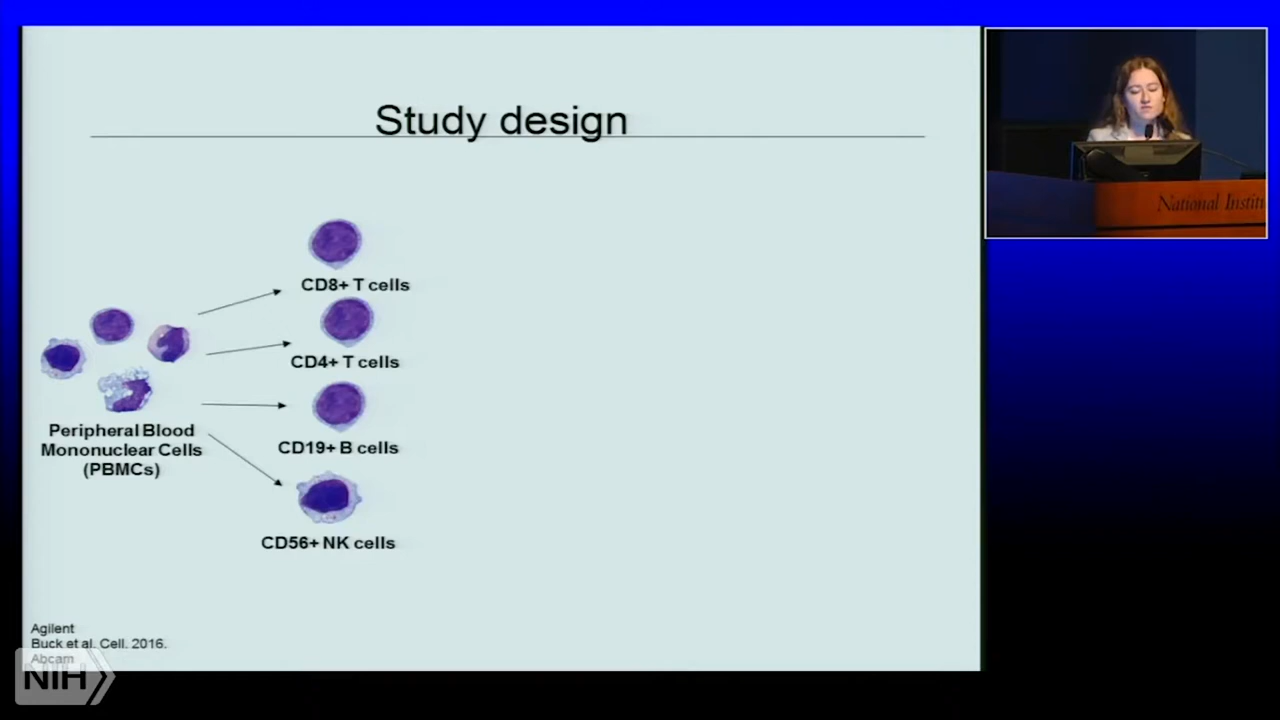 Study design
CD8+ T cells
CD4+ T cells
Peripheral Blood
Mononuclear Cells
(PBMCs)
CD19+ B cells
CD56+ NK cells
Agilent
Buck et al. Cell. 2016.
Abcam
NIH
National Instit